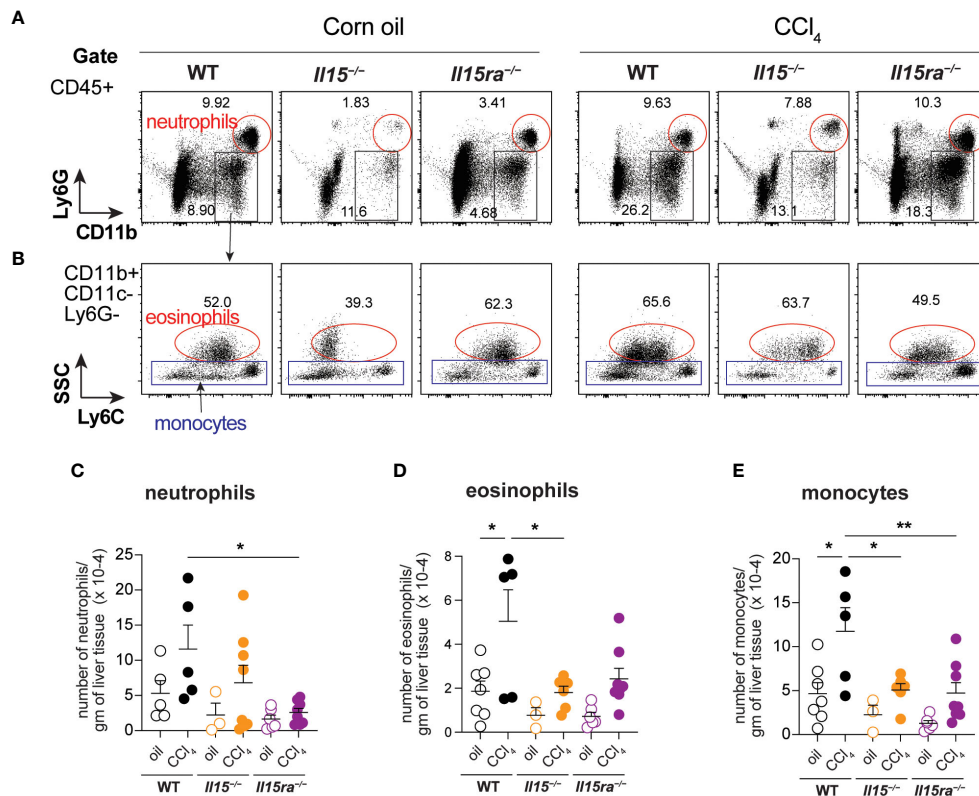 A
Corn oil
CCl4
Gate
WT
Il15–/–
Il15ra–/–
WT
Il15–/–
Il15ra–/–
CD45+
9.92
1.83
3.41
9.63
7.88
10.3
neutrophils
Ly6G
8.90
11.6
4.68
26.2
13.1
18.3
CD11b
B
CD11b+
CD11c-
Ly6G-
52.0
39.3
62.3
65.6
63.7
49.5
eosinophils
SSC
Ly6C
monocytes
C
neutrophils
*
number of neutrophils/
gm of liver tissue (x 10-4)
25
20
15
10
5
0
oil
CCl4
oil
CCl4
oil
CCl4
WT
Il15–/–
Il15ra–/–
D
eosinophils
*
*
number of eosinophils/
gm of liver tissue (x 10-4)
8
6
4
2
0
oil
CCl4
oil
CCl4
oil
CCl4
WT
Il15–/–
Il15ra–/–
E
monocytes
**
*
*
number of monocytes/
gm of liver tissue (x 10-4)
20
15
10
5
0
oil
CCl4
oil
CCl4
oil
CCl4
WT
Il15–/–
Il15ra–/–